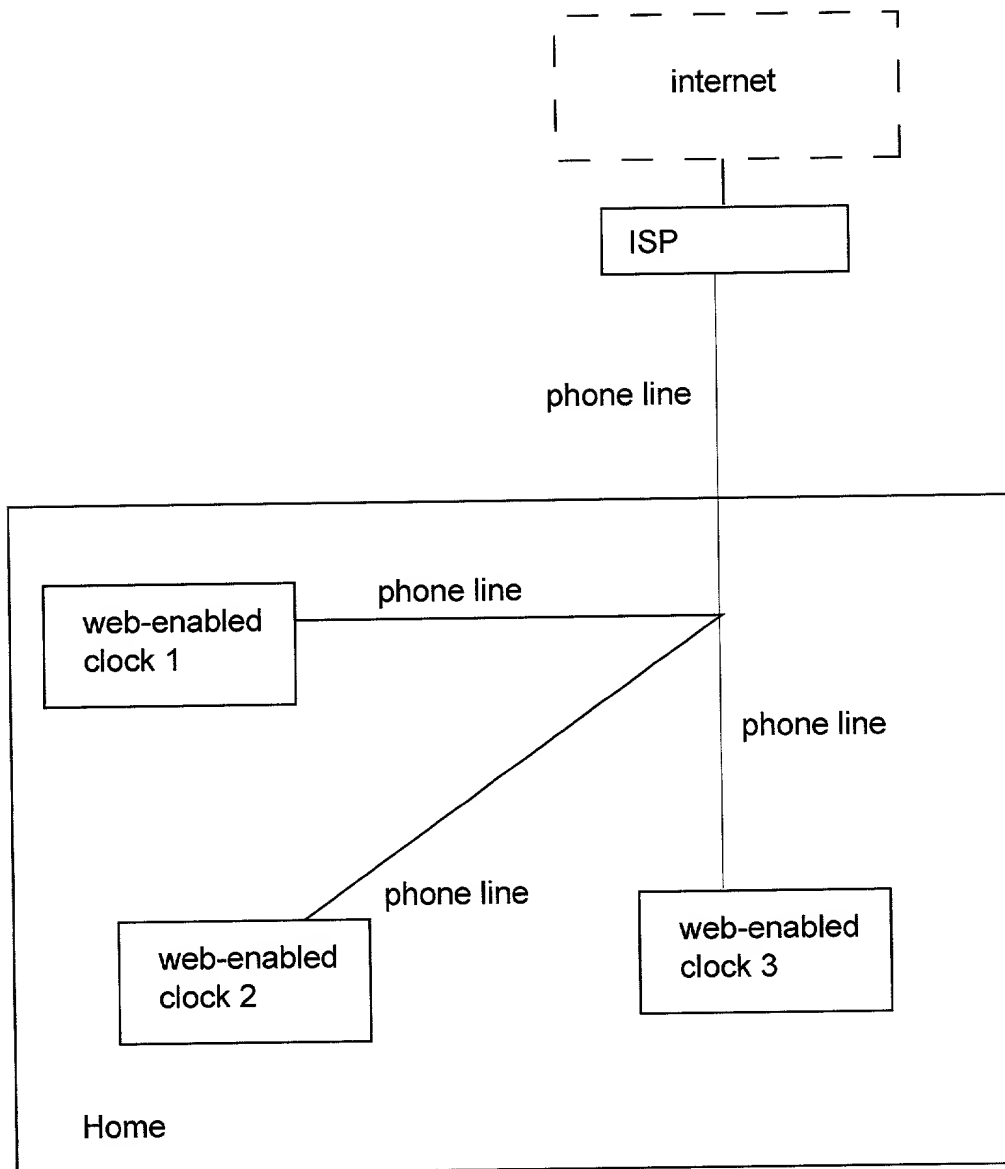 internet
ISP
phone line
phone line
web-enabled
clock 1
phone line
phone line
web-enabled
clock 2
web-enabled
clock 3
Home